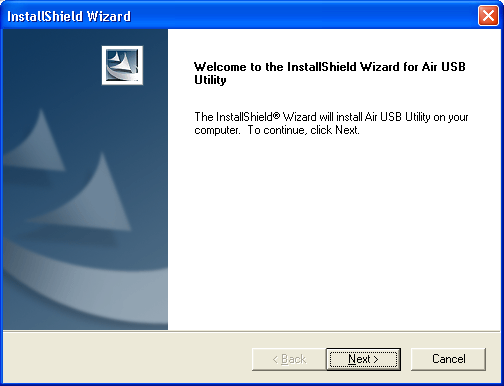 InstallShield Wizard
Welcome to the InstallShield Wizard for Air USB
Utility
The InstallShield® Wizard will install Air USB Utility on your
computer. To continue, click Next.
< Back Next > Cancel